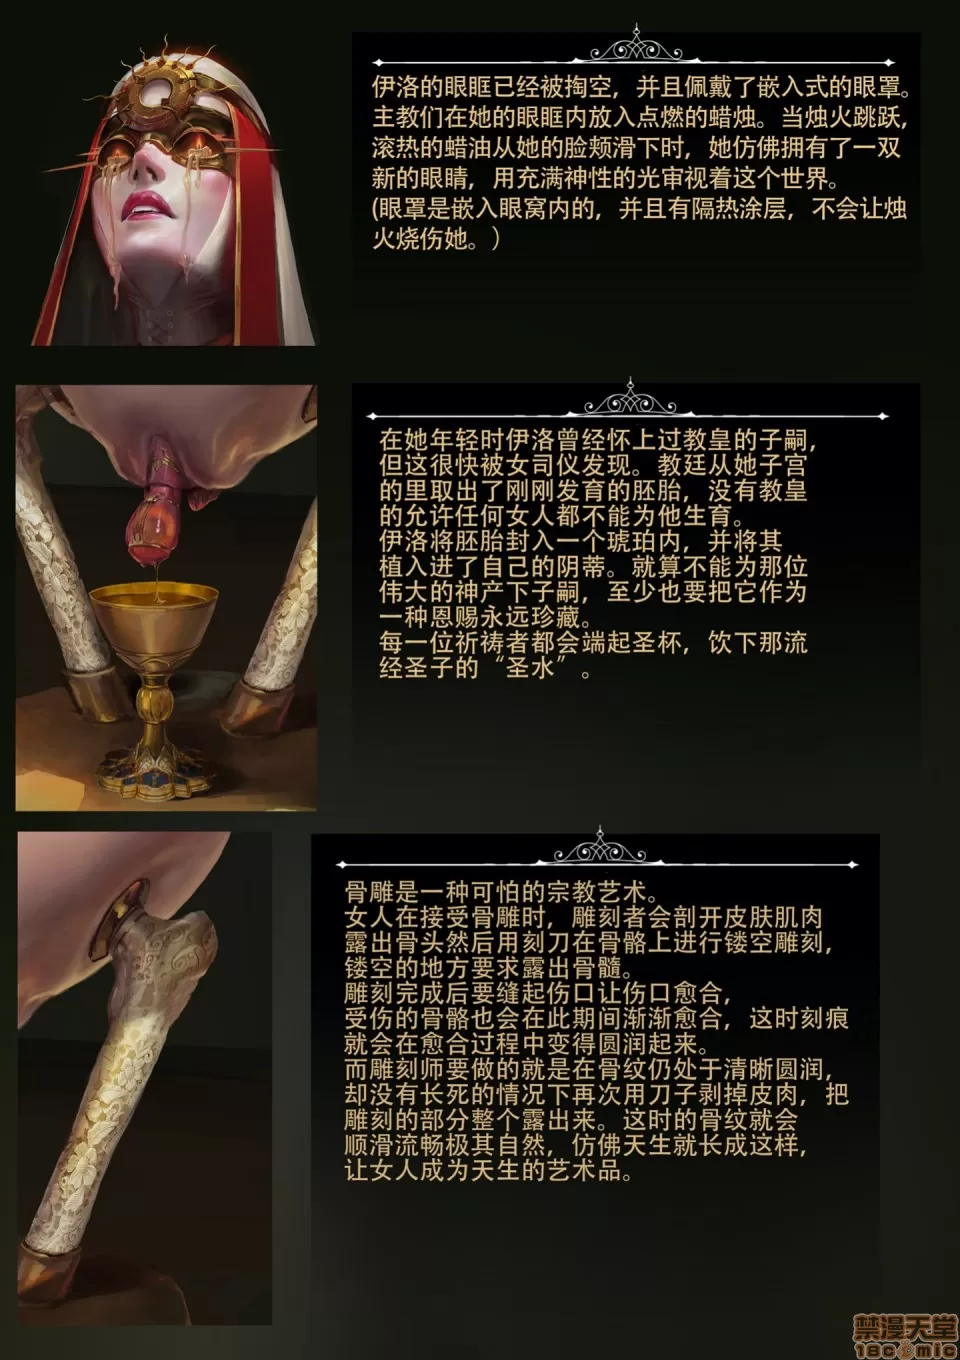 伊洛的眼眶已经被掏空，并且佩戴了嵌入式的眼罩。
主教们在她的眼眶内放入点燃的蜡烛。当烛火跳跃，
滚热的蜡油从她的脸颊滑下时，她仿佛拥有了一双
新的眼睛，用充满神性的光审视着这个世界。
(眼罩是嵌入眼窝内的，并且有隔热涂层，不会让烛
火烧伤她。）
在她年轻时伊洛曾经怀上过教皇的子嗣，
但这很快被女司仪发现。教廷从她子宫
的里取出了刚刚发育的胚胎，没有教皇
的允许任何女人都不能为他生育。
伊洛将胚胎封入一个琥珀内，并将其
植入进了自己的阴蒂。就算不能为那位
伟大的神产下子嗣，至少也要把它作为
一种恩赐永远珍藏。
每一位祈祷者都会端起圣杯，饮下那流
经圣子的“圣水”。
骨雕是一种可怕的宗教艺术。
女人在接受骨雕时，雕刻者会剖开皮肤肌肉
露出骨头然后用刻刀在骨骼上进行镂空雕刻，
镂空的地方要求露出骨髓。
雕刻完成后要缝起伤口让伤口愈合，
受伤的骨骼也会在此期间渐渐愈合，这时刻痕
就会在愈合过程中变得圆润起来。
而雕刻师要做的就是在骨纹仍处于清晰圆润，
却没有长死的情况下再次用刀子剥掉皮肉，把
雕刻的部分整个露出来。这时的骨纹就会
顺滑流畅极其自然，仿佛天生就长成这样，
让女人成为天生的艺术品。
禁漫天堂
18comic